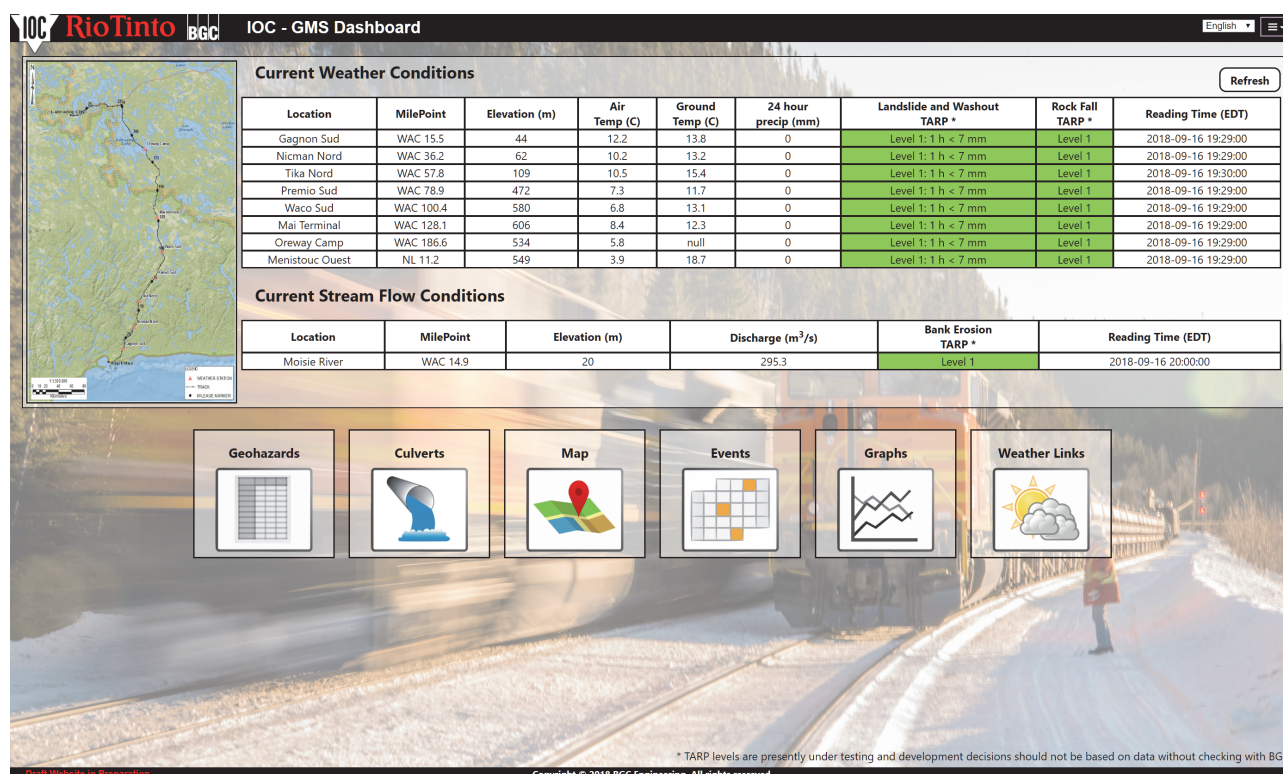 IOC RioTinto BGC IOC - GMS Dashboard English
Current Weather Conditions
Refresh
Location MilePoint Elevation (m) Air Temp (C) Ground Temp (C) 24 hour precip (mm) Landslide and Washout TARP * Rock Fall TARP * Reading Time (EDT)
Gagnon Sud WAC 15.5 44 12.2 13.8 0 Level 1: 1 h < 7 mm Level 1 2018-09-16 19:29:00
Nicman Nord WAC 36.2 62 10.2 13.2 0 Level 1: 1 h < 7 mm Level 1 2018-09-16 19:29:00
Tika Nord WAC 57.8 109 10.5 15.4 0 Level 1: 1 h < 7 mm Level 1 2018-09-16 19:30:00
Premio Sud WAC 78.9 472 7.3 11.7 0 Level 1: 1 h < 7 mm Level 1 2018-09-16 19:29:00
Waco Sud WAC 100.4 580 6.8 13.1 0 Level 1: 1 h < 7 mm Level 1 2018-09-16 19:29:00
Mai Terminal WAC 128.1 606 8.4 12.3 0 Level 1: 1 h < 7 mm Level 1 2018-09-16 19:29:00
Oreway Camp WAC 186.6 534 5.8 null 0 Level 1: 1 h < 7 mm Level 1 2018-09-16 19:29:00
Menistouc Ouest NL 11.2 549 3.9 18.7 0 Level 1: 1 h < 7 mm Level 1 2018-09-16 19:29:00
Current Stream Flow Conditions
Location MilePoint Elevation (m) Discharge (m³/s) Bank Erosion TARP * Reading Time (EDT)
Moisie River WAC 14.9 20 295.3 Level 1 2018-09-16 20:00:00
WEATHER STATION
TRACK
MILEAGE MARKER
Geohazards Culverts Map Events Graphs Weather Links
* TARP levels are presently under testing and development decisions should not be based on data without checking with BG
Draft Website in Preparation Copyright © 2018 BGC Engineering. All rights reserved